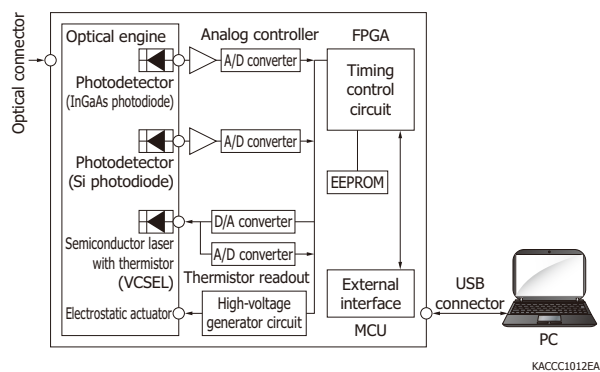 Optical connector
Optical engine
Analog controller
FPGA
A/D converter
Photodetector
(InGaAs photodiode)
Timing
control
circuit
A/D converter
Photodetector
(Si photodiode)
EEPROM
D/A converter
Semiconductor laser
with thermistor
(VCSEL)
A/D converter
Thermistor readout
External
interface
MCU
USB
connector
PC
Electrostatic actuator
High-voltage
generator circuit
KACCC1012EA